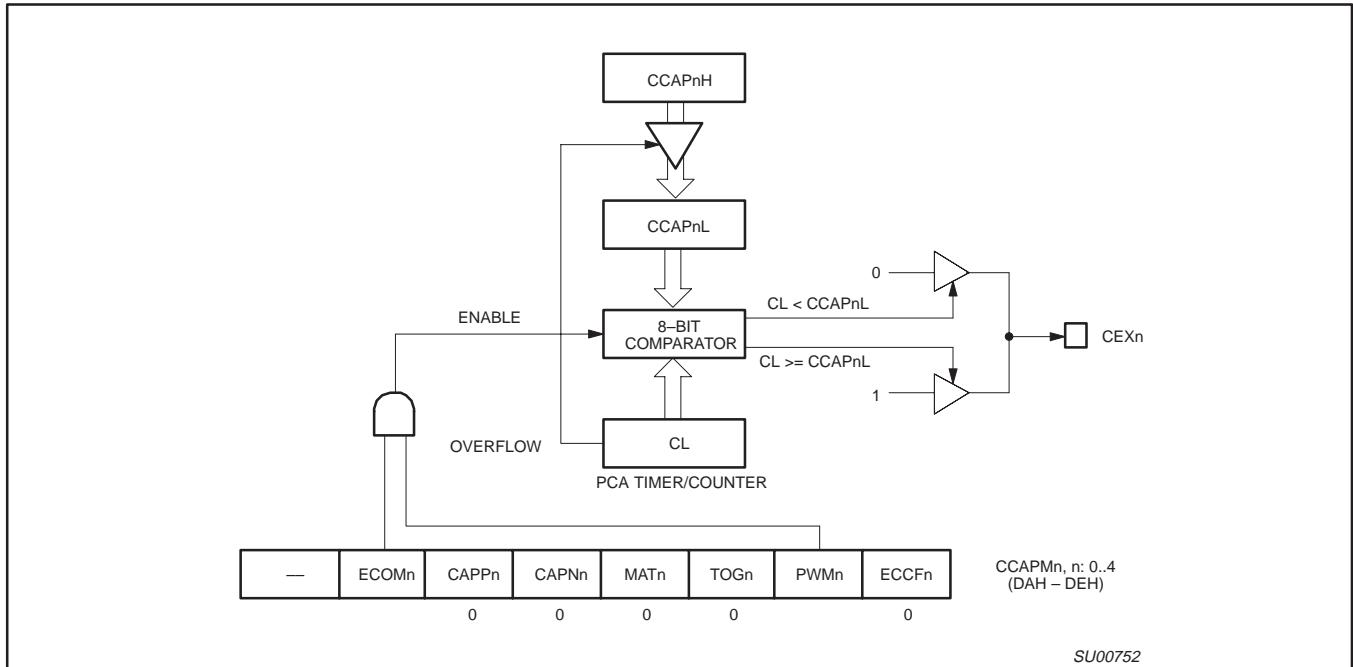 CCAPnH
CCAPnL
0
CL < CCAPnL
ENABLE
8–BIT
COMPARATOR
CEXn
CL >= CCAPnL
1
OVERFLOW
CL
PCA TIMER/COUNTER
— ECOMn CAPPn CAPNn MATn TOGn PWMn ECCFn
CCAPMn, n: 0..4
(DAH – DEH)
0 0 0 0 0
SU00752